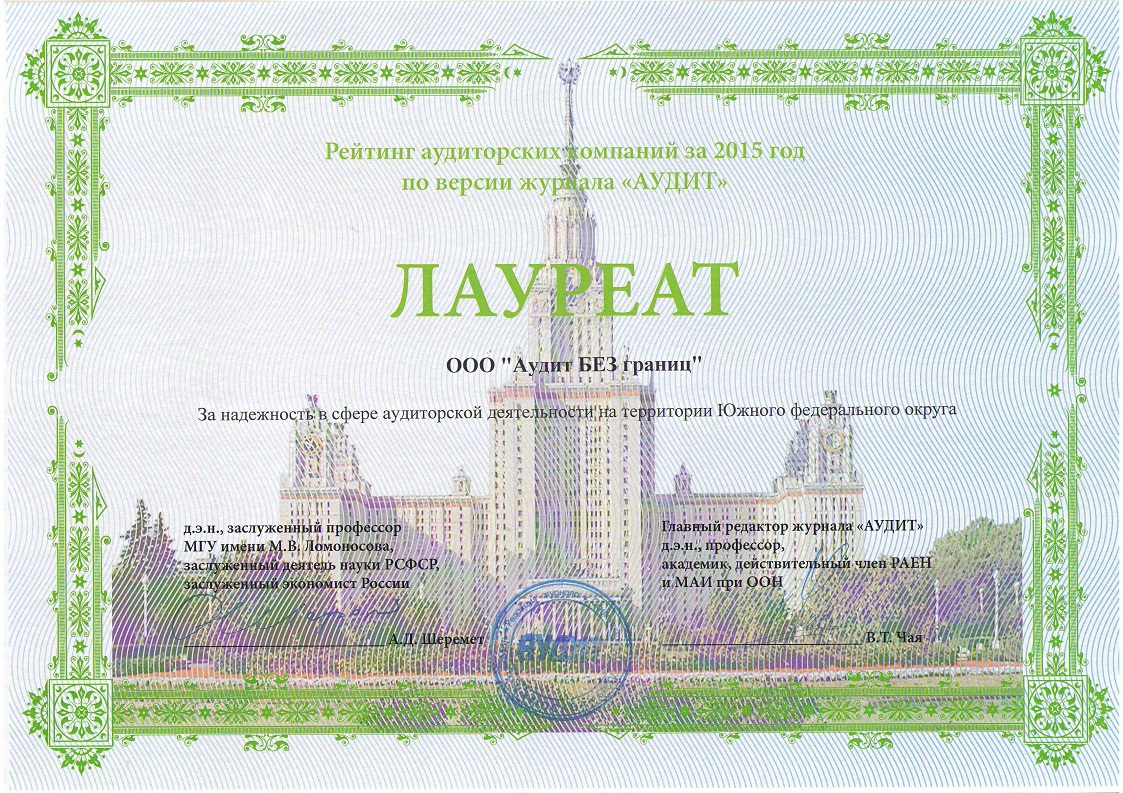 Рейтинг аудиторских компаний за 2015 год
по версии журнала «АУДИТ»
ЛАУРЕАТ
ООО "Аудит БЕЗ границ"
За надежность в сфере аудиторской деятельности на территории Южного федерального округа
д.э.н., заслуженный профессор
МГУ имени М.В. Ломоносова,
заслуженный деятель науки РСФСР,
заслуженный экономист России
А.Д. Шеремет
Главный редактор журнала «АУДИТ»
д.э.н., профессор,
академик, действительный член РАЕН
и МАИ при ООН
В.Т. Чая